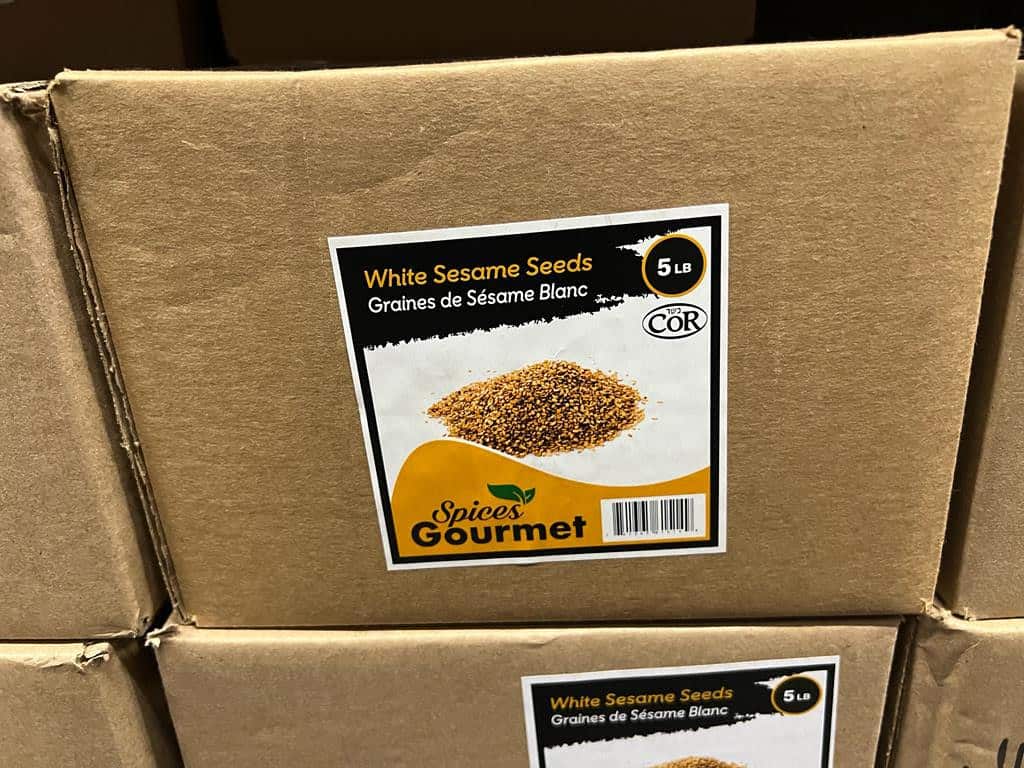 White Sesame Seeds
Graines de Sésame Blanc
5 LB
כשר
COR
Spices
Gourmet
White Sesame Seeds
Graines de Sésame Blanc
5 LB